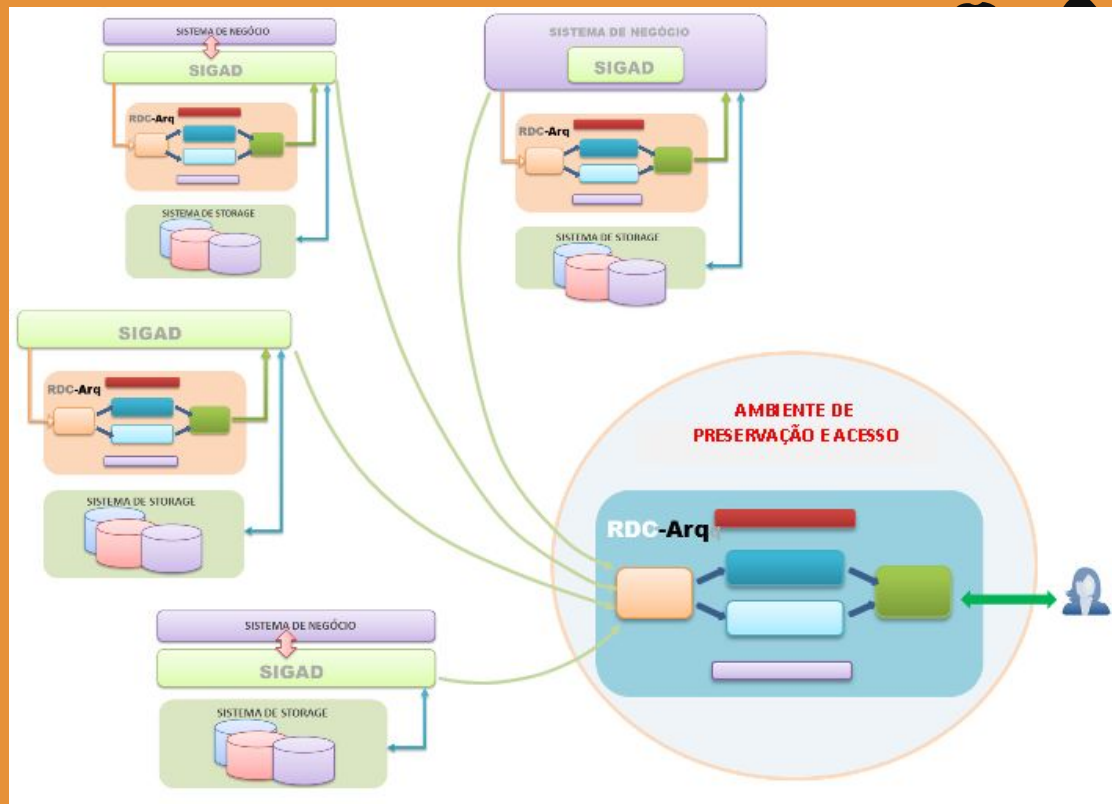 SISTEMA DE NEGÓCIO
SIGAD
RDC-Arq
SISTEMA DE STORAGE
SISTEMA DE NEGÓCIO
SIGAD
RDC-Arq
SISTEMA DE STORAGE
SIGAD
RDC-Arq
SISTEMA DE STORAGE
AMBIENTE DE
PRESERVAÇÃO E ACESSO
RDC-Arq
SISTEMA DE NEGÓCIO
SIGAD
SISTEMA DE STORAGE